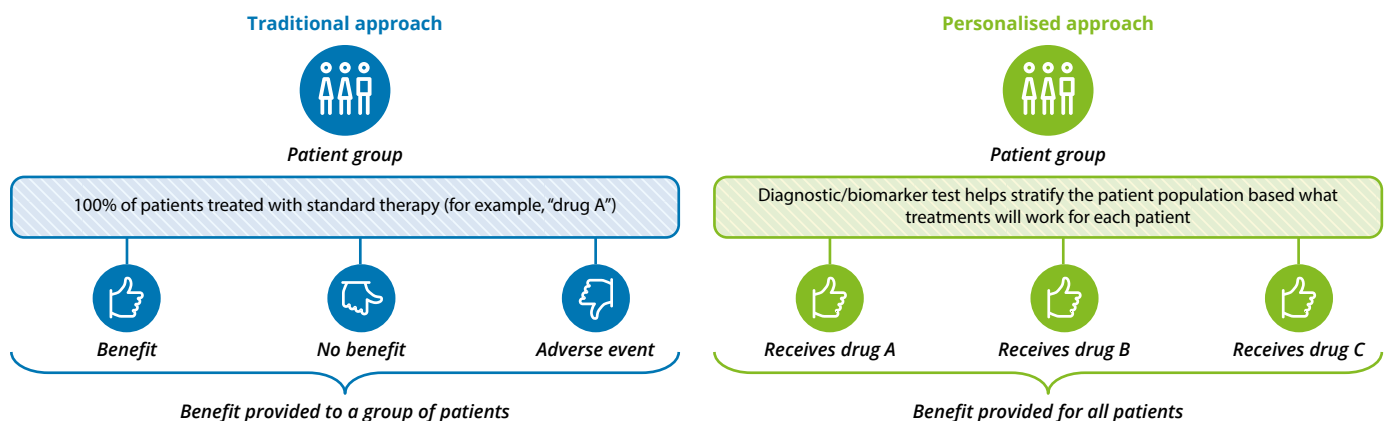 Traditional approach
Patient group
100% of patients treated with standard therapy (for example, “drug A”)
Benefit
No benefit
Adverse event
Benefit provided to a group of patients
Personalised approach
Patient group
Diagnostic/biomarker test helps stratify the patient population based what
treatments will work for each patient
Receives drug A
Receives drug B
Receives drug C
Benefit provided for all patients